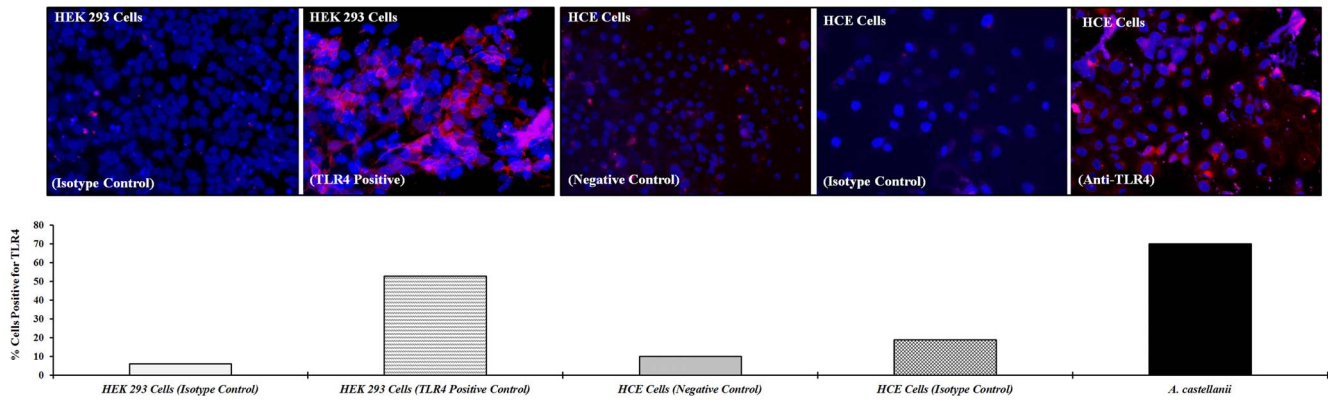 HEK 293 Cells
(Isotype Control)
HEK 293 Cells
(TLR4 Positive)
HCE Cells
(Negative Control)
HCE Cells
(Isotype Control)
HCE Cells
(Anti-TLR4)
% Cells Positive for TLR4
80
70
60
50
40
30
20
10
0
HEK 293 Cells (Isotype Control)
HEK 293 Cells (TLR4 Positive Control)
HCE Cells (Negative Control)
HCE Cells (Isotype Control)
A. castellanii